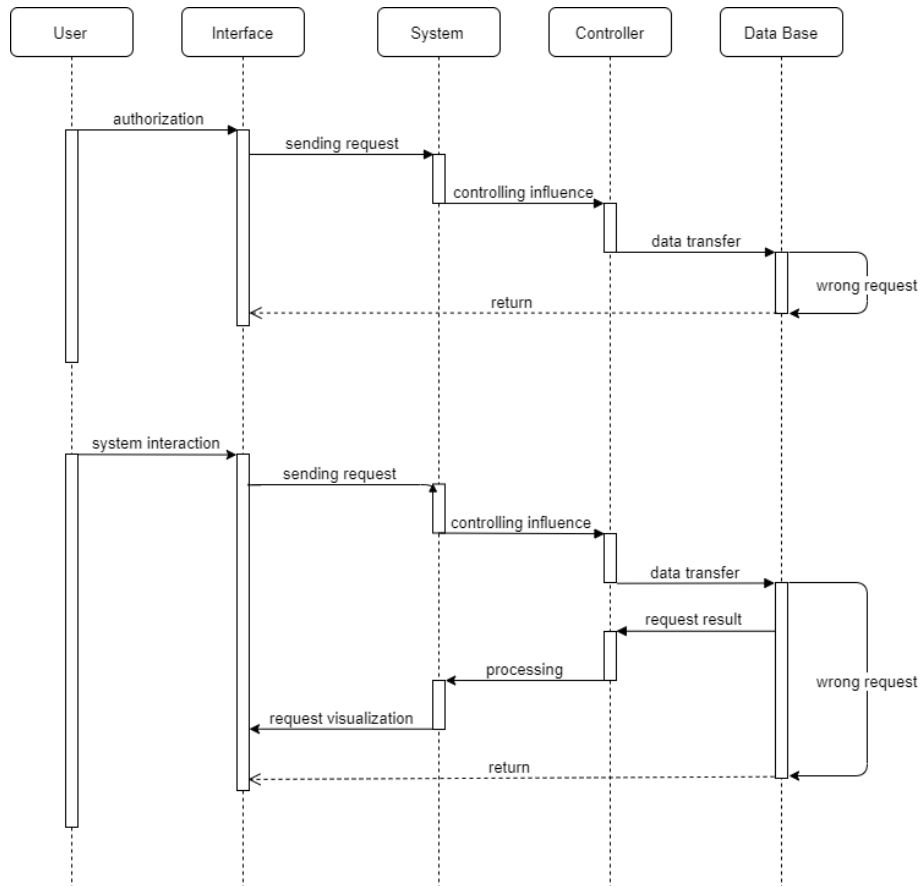 User
Interface
System
Controller
Data Base
authorization
sending request
controlling influence
data transfer
wrong request
return
system interaction
sending request
controlling influence
data transfer
request result
processing
wrong request
request visualization
return